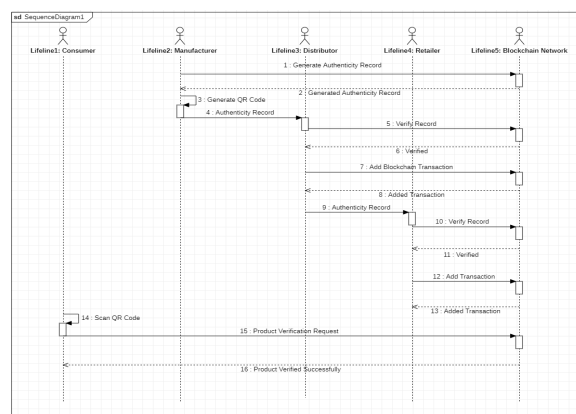 sd SequenceDiagram1
Lifeline1: Consumer
Lifeline2: Manufacturer
Lifeline3: Distributor
Lifeline4: Retailer
Lifeline5: Blockchain Network
1 : Generate Authenticity Record
2 : Generated Authenticity Record
3 : Generate QR Code
4 : Authenticity Record
5 : Verify Record
6 : Verified
7 : Add Blockchain Transaction
8 : Added Transaction
9 : Authenticity Record
10 : Verify Record
11 : Verified
12 : Add Transaction
13 : Added Transaction
14 : Scan QR Code
15 : Product Verification Request
16 : Product Verified Successfully